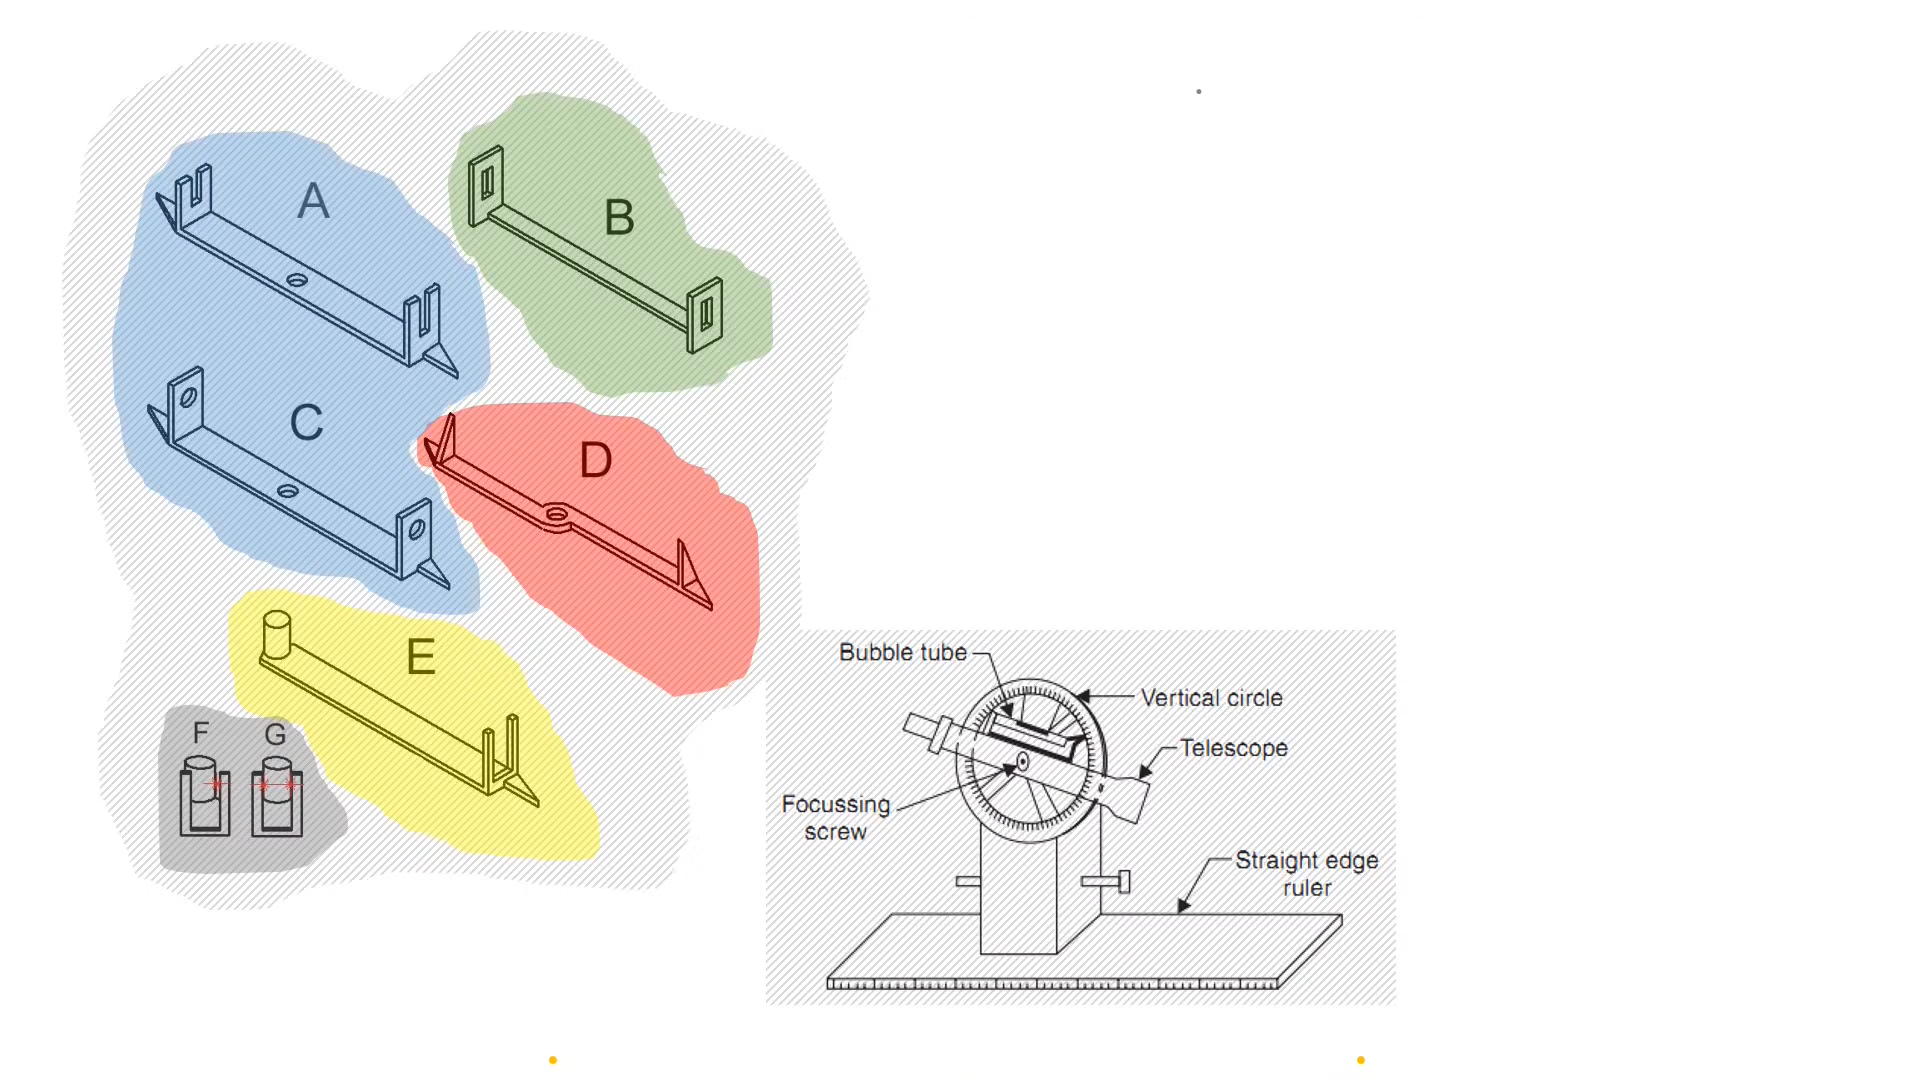 A
B
C
D
E
F
G
Bubble tube
Vertical circle
Telescope
Focussing
screw
Straight edge
ruler